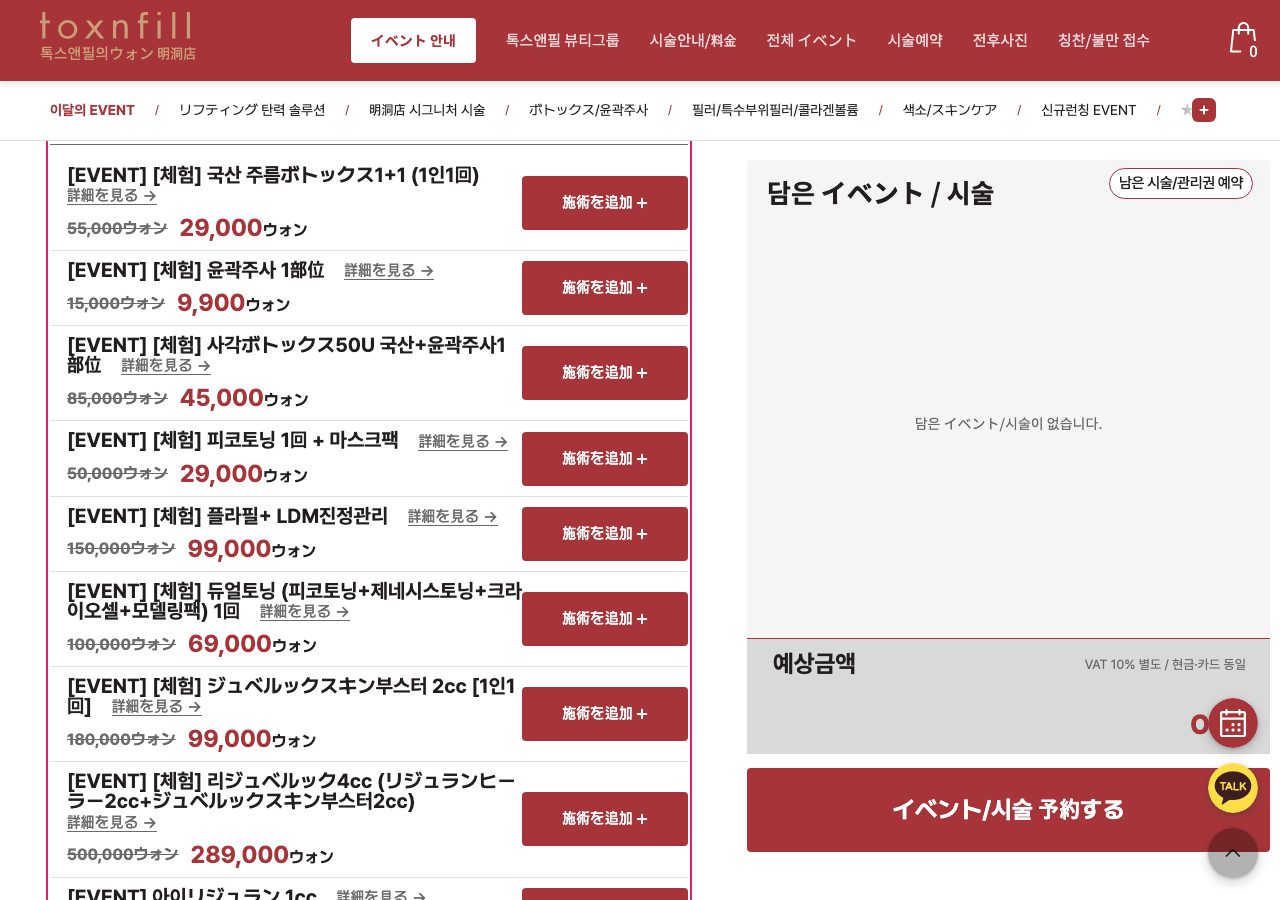 toxnfill
톡스앤필의ウォン 明洞店
イベント 안내
톡스앤필 뷰티그룹
시술안내/料金
전체 イベント
시술예약
전후사진
칭찬/불만 접수
0
이달의 EVENT / リフティング 탄력 솔루션 / 明洞店 시그니처 시술 / ボトックス/윤곽주사 / 필러/특수부위필러/콜라겐볼륨 / 색소/スキンケア / 신규런칭 EVENT / ★
+
[EVENT] [체험] 국산 주름ボトックス1+1 (1인1回)
詳細を見る →
55,000ウォン 29,000ウォン
施術を追加 +
[EVENT] [체험] 윤곽주사 1部位 詳細を見る →
15,000ウォン 9,900ウォン
施術を追加 +
[EVENT] [체험] 사각ボトックス50U 국산+윤곽주사1
部位 詳細を見る →
85,000ウォン 45,000ウォン
施術を追加 +
[EVENT] [체험] 피코토닝 1回 + 마스크팩 詳細を見る →
50,000ウォン 29,000ウォン
施術を追加 +
[EVENT] [체험] 플라필+ LDM진정관리 詳細を見る →
150,000ウォン 99,000ウォン
施術を追加 +
[EVENT] [체험] 듀얼토닝 (피코토닝+제네시스토닝+크라
이오셀+모델링팩) 1回 詳細を見る →
100,000ウォン 69,000ウォン
施術を追加 +
[EVENT] [체험] ジュベルックスキン부스터 2cc [1인1
回] 詳細を見る →
180,000ウォン 99,000ウォン
施術を追加 +
[EVENT] [체험] 리ジュベルック4cc (リジュランヒー
ラー2cc+ジュベルックスキン부스터2cc)
詳細を見る →
500,000ウォン 289,000ウォン
施術を追加 +
[EVENT] 아이リジュラン 1cc 詳細を見る →
담은 イベント / 시술
담은 시술/관리권 예약
담은 イベント/시술이 없습니다.
예상금액
VAT 10% 별도 / 현금·카드 동일
0
TALK
イベント/시술 予約する